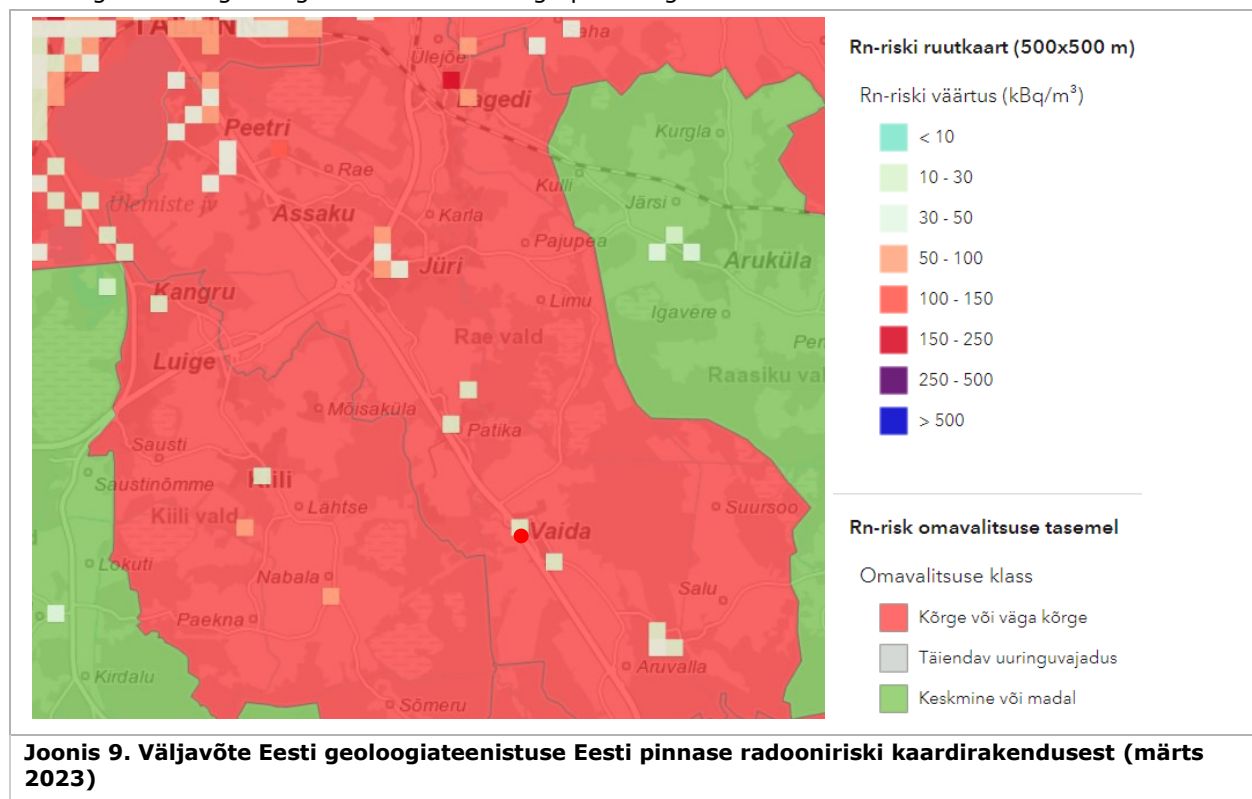 TALLINN
Ülejõe
Lagedi
Peetri
Kurgla
Rae
Kulli
Järsi
Ülemiste jv
Assaku
Karla
Pajupea
Aruküla
Jüri
Kangru
Limu
Igavere
Rae vald
Luige
Raasiku val
Mõisaküla
Patika
Sausti
Saustinõmme
Kiili
Lähtse
Suursoo
Kiili vald
Vaida
Lokuti
Nabala
Salu
Paekna
Aruvalla
Kirdalu
Sõmeru
Rn-riski ruutkaart (500x500 m)
Rn-riski väärtus (kBq/m³)
< 10
10 - 30
30 - 50
50 - 100
100 - 150
150 - 250
250 - 500
> 500
Rn-risk omavalitsuse tasemel
Omavalitsuse klass
Kõrge või väga kõrge
Täiendav uuringuvajadus
Keskmine või madal
Joonis 9. Väljavõte Eesti geoloogiateenistuse Eesti pinnase radooniriski kaardirakendusest (märts
2023)